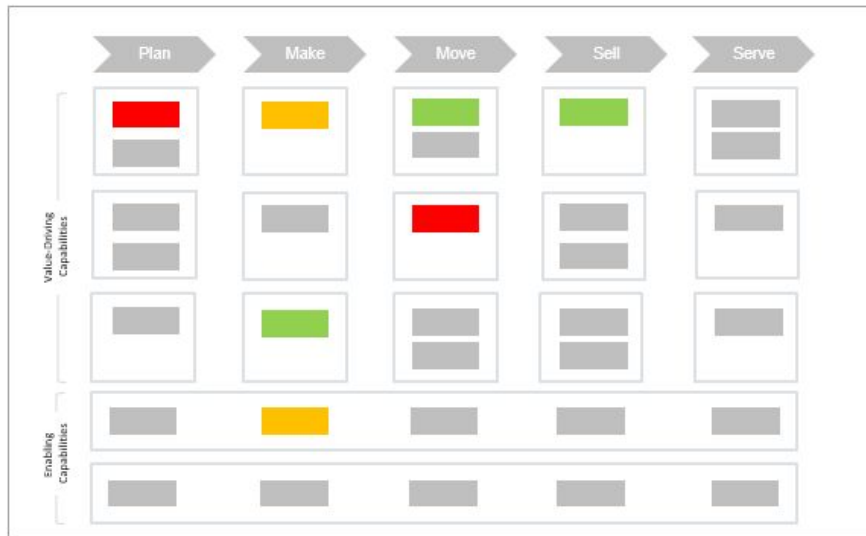 Plan
Make
Move
Sell
Serve
Value-Driving
Capabilities
Enabling
Capabilities